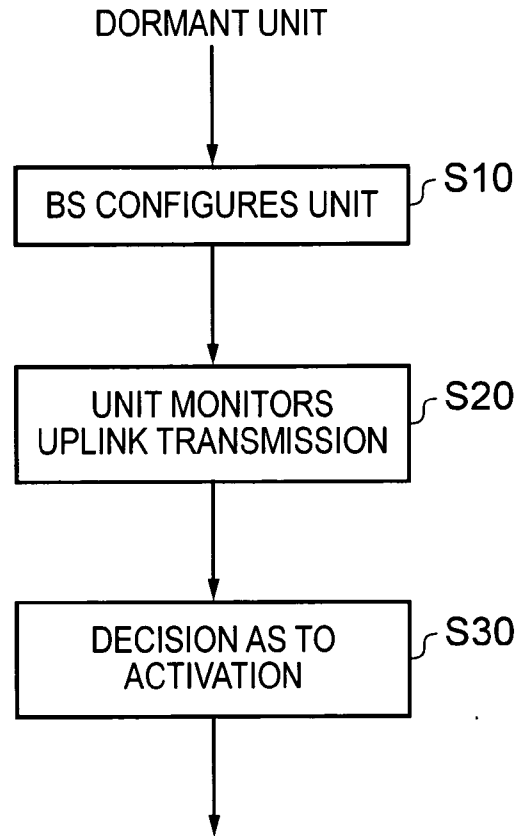 DORMANT UNIT
BS CONFIGURES UNIT
S10
UNIT MONITORS
UPLINK TRANSMISSION
S20
DECISION AS TO
ACTIVATION
S30